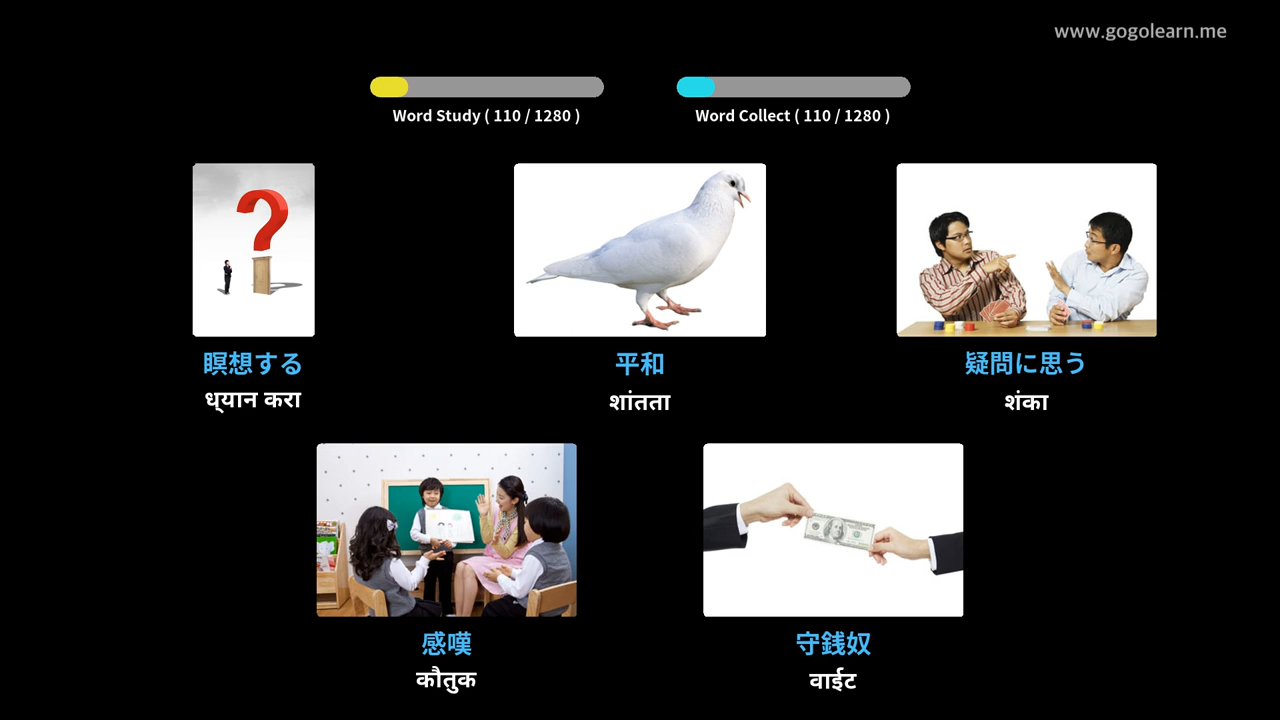 www.gogolearn.me
Word Study ( 110 / 1280 )
Word Collect ( 110 / 1280 )
瞑想する
ध्यान करा
平和
शांतता
疑問に思う
शंका
感嘆
कौतुक
守銭奴
वाईट